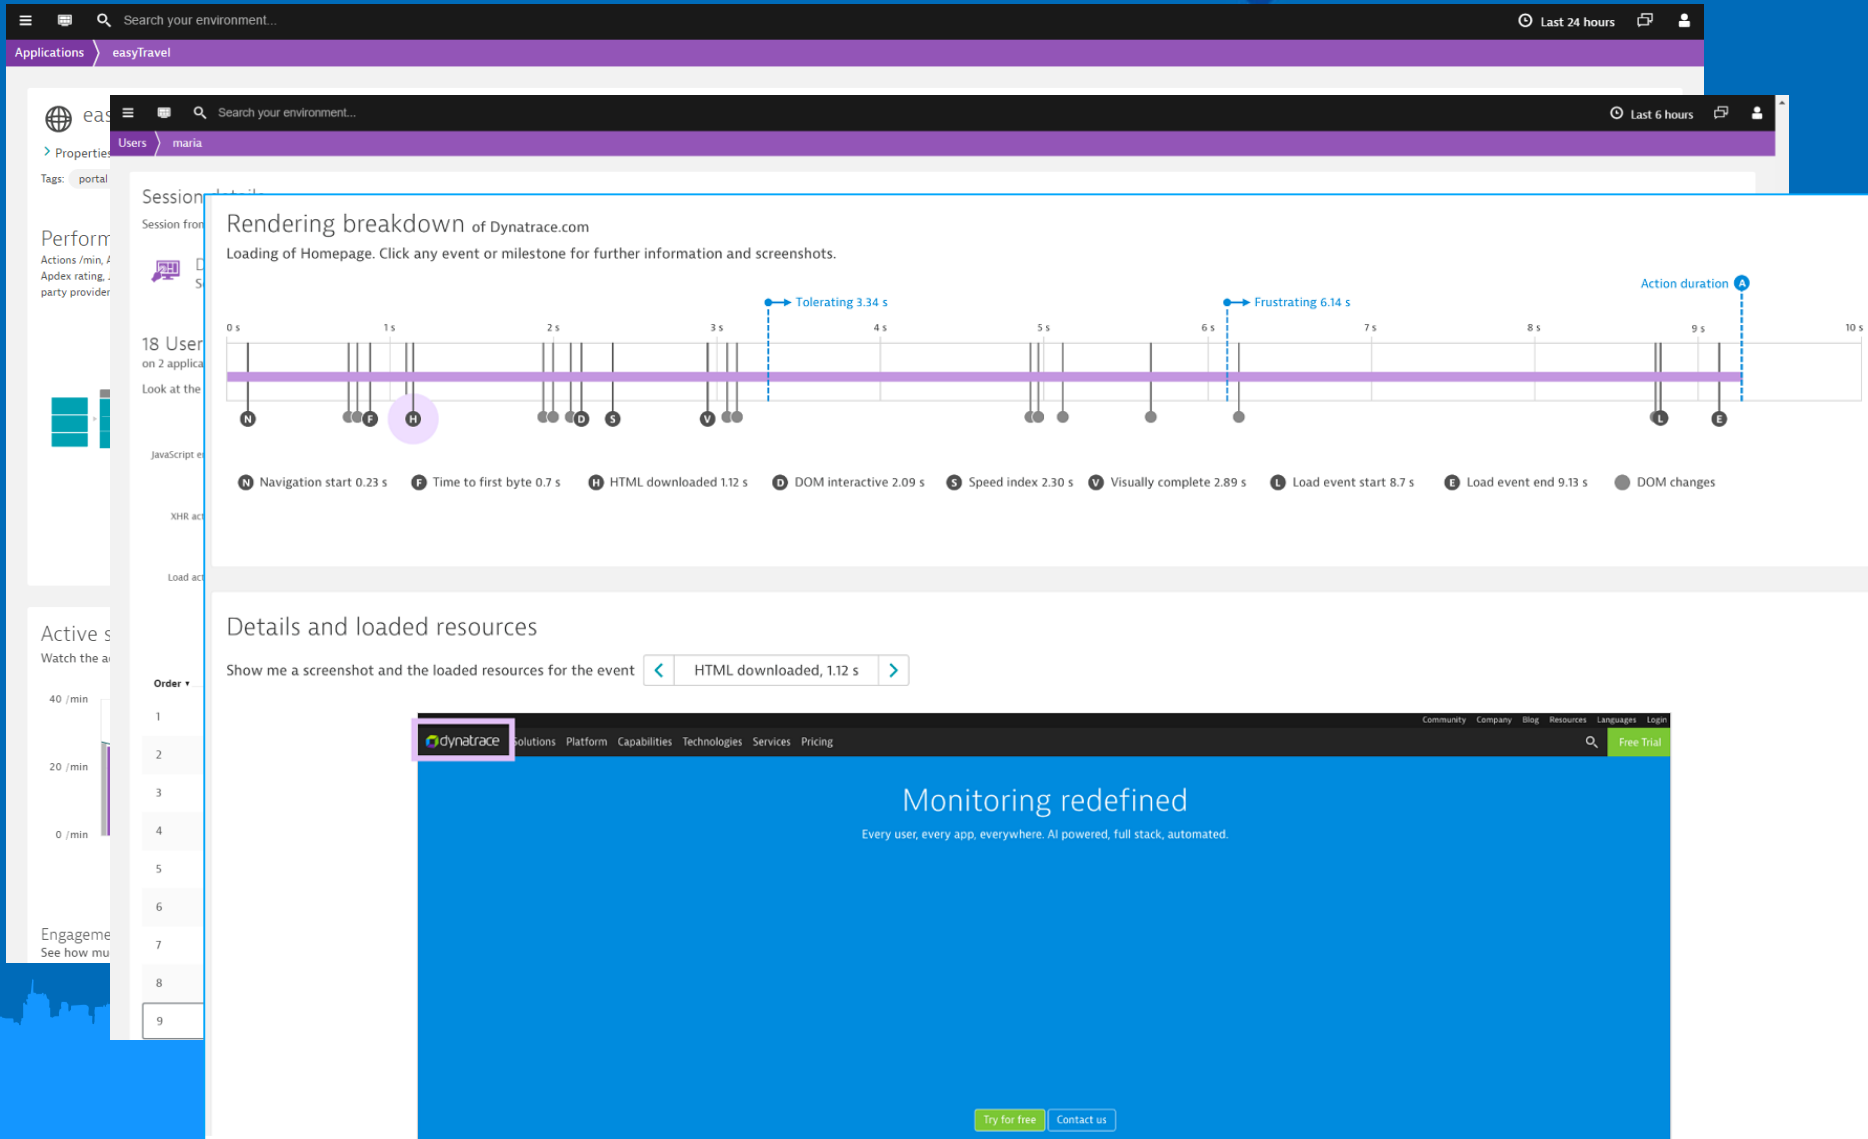 Search your environment...
Last 24 hours
Applications
easyTravel
Search your environment...
Last 6 hours
Users
maria
Properties
Tags: portal
Session details
Session from
Perform
Actions /min, A
Apdex rating,
party provider
Rendering breakdown of Dynatrace.com
Loading of Homepage. Click any event or milestone for further information and screenshots.
Tolerating 3.34 s
Frustrating 6.14 s
Action duration A
0 s 1 s 2 s 3 s 4 s 5 s 6 s 7 s 8 s 9 s 10 s
18 User
on 2 applica
Look at the
N F H D S V L E
JavaScript e
XHR act
Load act
N Navigation start 0.23 s
F Time to first byte 0.7 s
H HTML downloaded 1.12 s
D DOM interactive 2.09 s
S Speed index 2.30 s
V Visually complete 2.89 s
L Load event start 8.7 s
E Load event end 9.13 s
DOM changes
Active s
Watch the a
40 /min
20 /min
0 /min
Engageme
See how mu
Order
1
2
3
4
5
6
7
8
9
Details and loaded resources
Show me a screenshot and the loaded resources for the event
HTML downloaded, 1.12 s
Community Company Blog Resources Languages Login
dynatrace Solutions Platform Capabilities Technologies Services Pricing
Free Trial
Monitoring redefined
Every user, every app, everywhere. AI powered, full stack, automated.
Try for free
Contact us